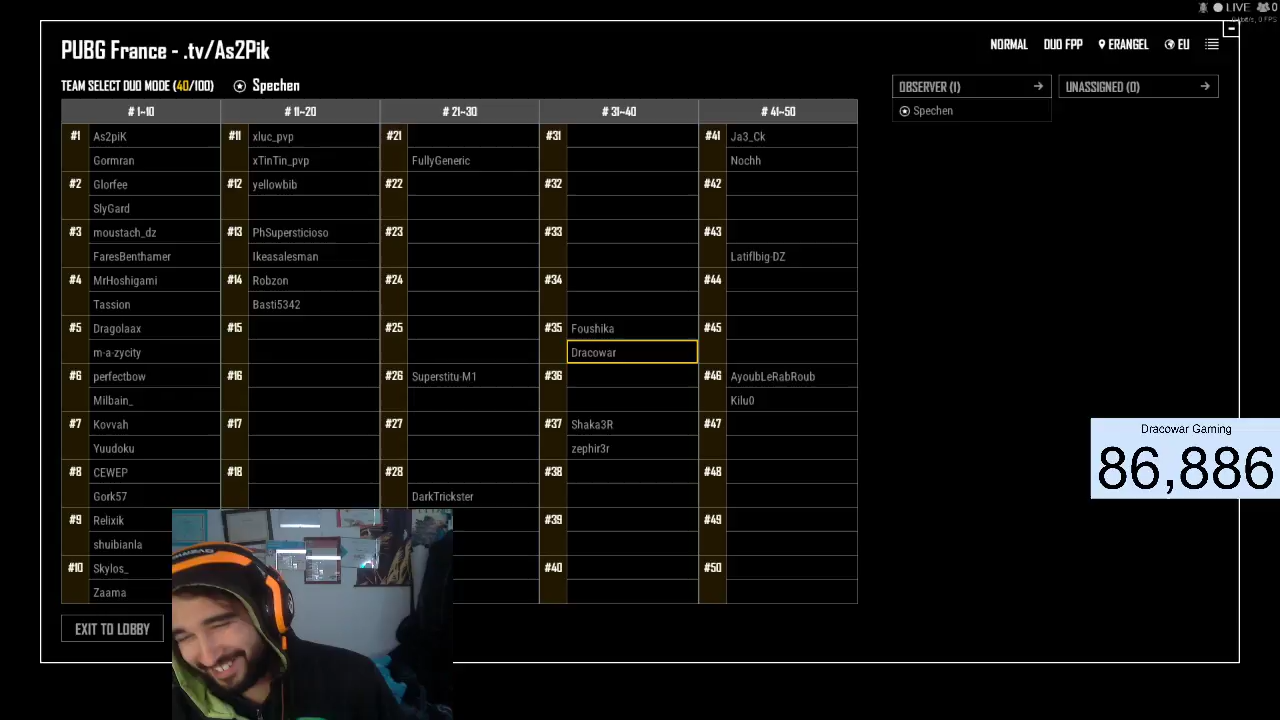 LIVE 0
0 kbit/s, 0 FPS
PUBG France - .tv/As2Pik
NORMAL DUO FPP ERANGEL EU
TEAM SELECT DUO MODE (40/100) Spechen
OBSERVER (1) UNASSIGNED (0)
Spechen
# 1~10 # 11~20 # 21~30 # 31~40 # 41~50
#1 As2piK #11 xluc_pvp #21 #31 #41 Ja3_Ck
Gormran xTinTin_pvp FullyGeneric Nochh
#2 Glorfee #12 yellowbib #22 #32 #42
SlyGard
#3 moustach_dz #13 PhSupersticioso #23 #33 #43
FaresBenthamer Ikeasalesman LatifIbig-DZ
#4 MrHoshigami #14 Robzon #24 #34 #44
Tassion Basti5342
#5 Dragolaax #15 #25 #35 Foushika #45
m-a-zycity Dracowar
#6 perfectbow #16 #26 Superstitu-M1 #36 #46 AyoubLeRabRoub
Milbain_ Kilu0
#7 Kovvah #17 #27 #37 Shaka3R #47
Yuudoku zephir3r
#8 CEWEP #18 #28 #38 #48
Gork57 DarkTrickster
#9 Relixik #39 #49
shuibianla
#10 Skylos_ #40 #50
Zaama
EXIT TO LOBBY
Dracowar Gaming
86,886